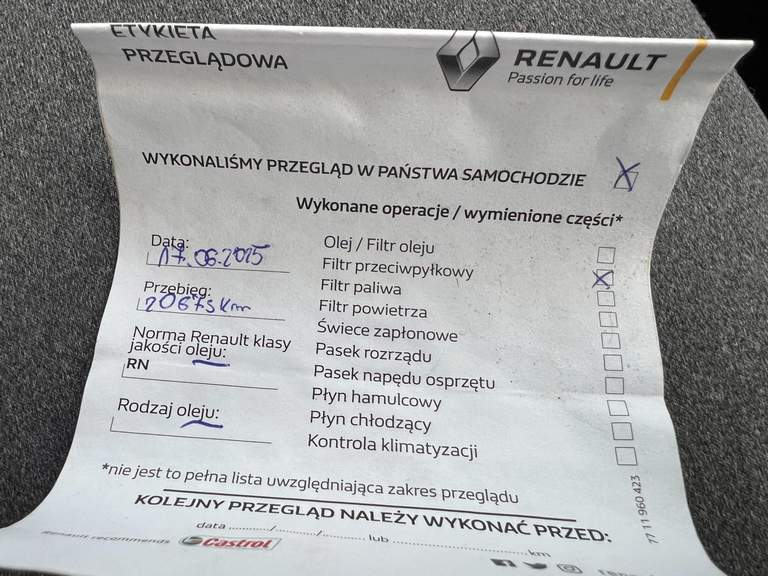 ETYKIETA
PRZEGLĄDOWA
RENAULT
Passion for life
WYKONALIŚMY PRZEGLĄD W PAŃSTWA SAMOCHODZIE
Wykonane operacje / wymienione części*
Data:
17.06.2025
Przebieg:
20675 km
Norma Renault klasy
jakości oleju:
RN
Rodzaj oleju:
Olej / Filtr oleju
Filtr przeciwpyłkowy
Filtr paliwa
Filtr powietrza
Świece zapłonowe
Pasek rozrządu
Pasek napędu osprzętu
Płyn hamulcowy
Płyn chłodzący
Kontrola klimatyzacji
*nie jest to pełna lista uwzględniająca zakres przeglądu
KOLEJNY PRZEGLĄD NALEŻY WYKONAĆ PRZED:
data ............/............/............ lub ........................................ km
Renault recommends Castrol
77 11 960 423